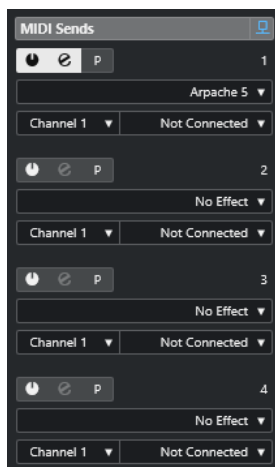 MIDI Sends
P 1
Arpache 5
Channel 1 Not Connected
P 2
No Effect
Channel 1 Not Connected
P 3
No Effect
Channel 1 Not Connected
P 4
No Effect
Channel 1 Not Connected